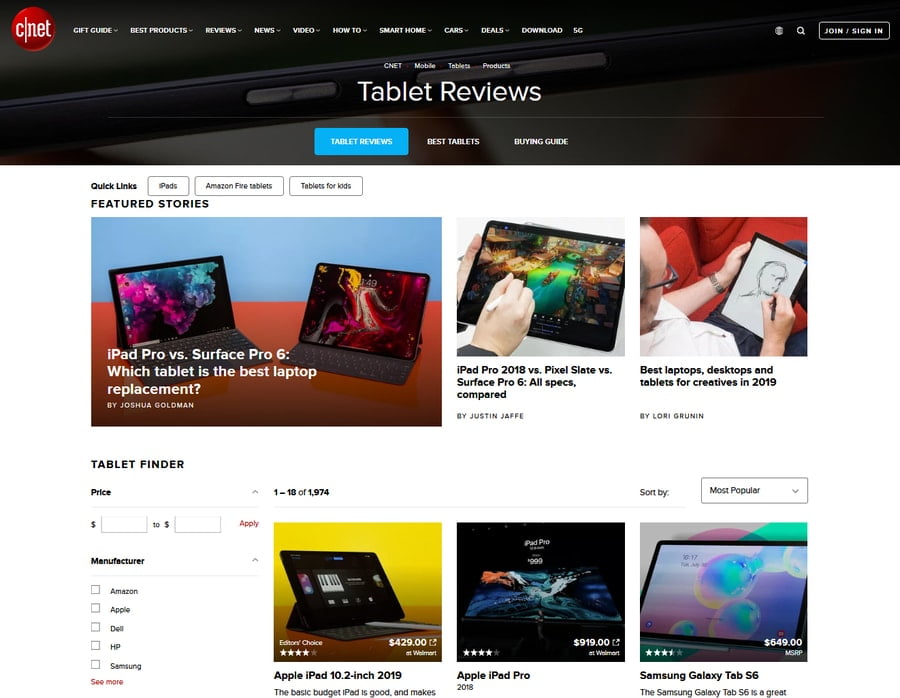 c|net
GIFT GUIDE BEST PRODUCTS REVIEWS NEWS VIDEO HOW TO SMART HOME CARS DEALS DOWNLOAD 5G
JOIN / SIGN IN
CNET Mobile Tablets Products
Tablet Reviews
TABLET REVIEWS BEST TABLETS BUYING GUIDE
Quick Links iPads Amazon Fire tablets Tablets for kids
FEATURED STORIES
iPad Pro vs. Surface Pro 6:
Which tablet is the best laptop
replacement?
BY JOSHUA GOLDMAN
iPad Pro 2018 vs. Pixel Slate vs.
Surface Pro 6: All specs,
compared
BY JUSTIN JAFFE
Best laptops, desktops and
tablets for creatives in 2019
BY LORI GRUNIN
TABLET FINDER
Price
$ to $ Apply
Manufacturer
Amazon
Apple
Dell
HP
Samsung
See more
1 – 18 of 1,974
Sort by: Most Popular
Editors' Choice
$429.00
at Walmart
Apple iPad 10.2-inch 2019
The basic budget iPad is good, and makes
iPad Pro
$999
$919.00
at Walmart
Apple iPad Pro
2018
10:17
$649.00
MSRP
Samsung Galaxy Tab S6
The Samsung Galaxy Tab S6 is a great